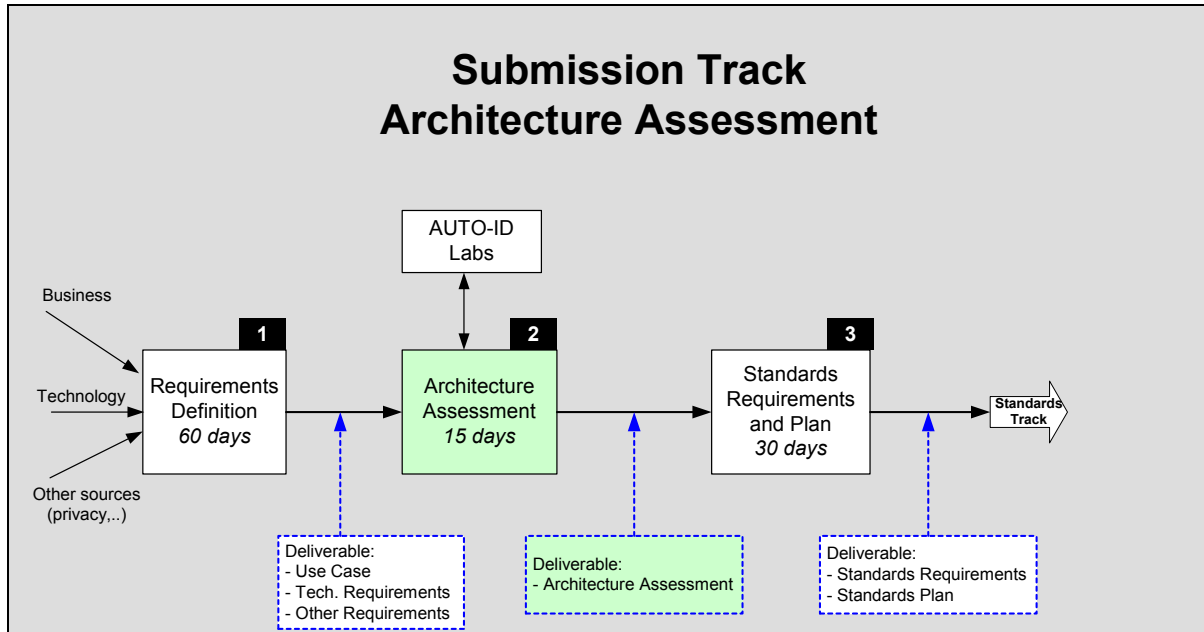 Submission Track
Architecture Assessment
AUTO-ID
Labs
Business
Technology
Other sources
(privacy,..)
1
Requirements
Definition
60 days
2
Architecture
Assessment
15 days
3
Standards
Requirements
and Plan
30 days
Standards
Track
Deliverable:
- Use Case
- Tech. Requirements
- Other Requirements
Deliverable:
- Architecture Assessment
Deliverable:
- Standards Requirements
- Standards Plan